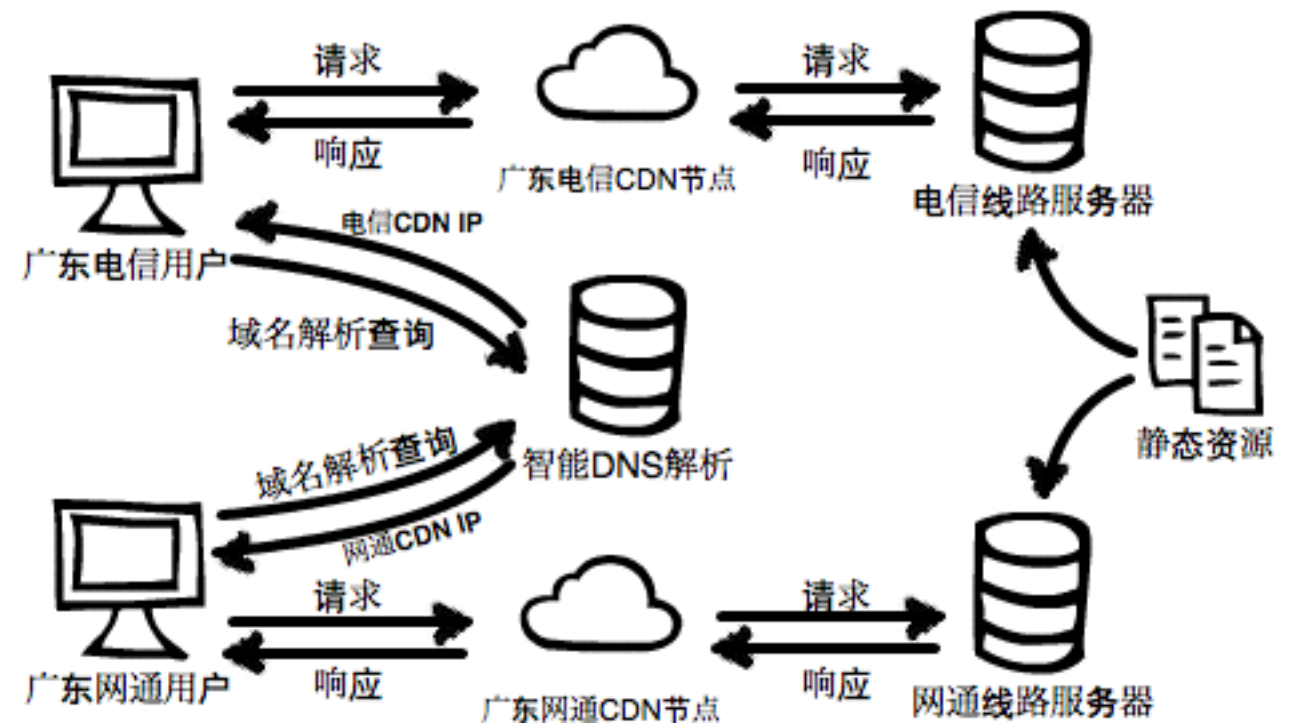 请求
请求
响应
响应
广东电信CDN节点
电信线路服务器
电信CDN IP
广东电信用户
域名解析查询
静态资源
域名解析查询
智能DNS解析
网通CDN IP
请求
请求
响应
响应
广东网通用户
广东网通CDN节点
网通线路服务器